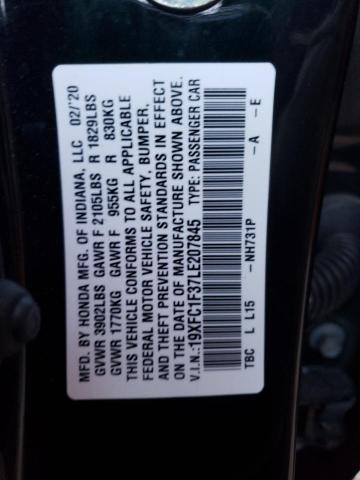 MFD. BY HONDA MFG. OF INDIANA, LLC 02/'20
GVWR 3902LBS GAWR F 2105LBS R 1829LBS
GVWR 1770KG GAWR F 955KG R 830KG
THIS VEHICLE CONFORMS TO ALL APPLICABLE
FEDERAL MOTOR VEHICLE SAFETY, BUMPER,
AND THEFT PREVENTION STANDARDS IN EFFECT
ON THE DATE OF MANUFACTURE SHOWN ABOVE.
V.I.N.:19XFC1F37LE207845 TYPE: PASSENGER CAR
TBC L L15 -NH731P -A -E